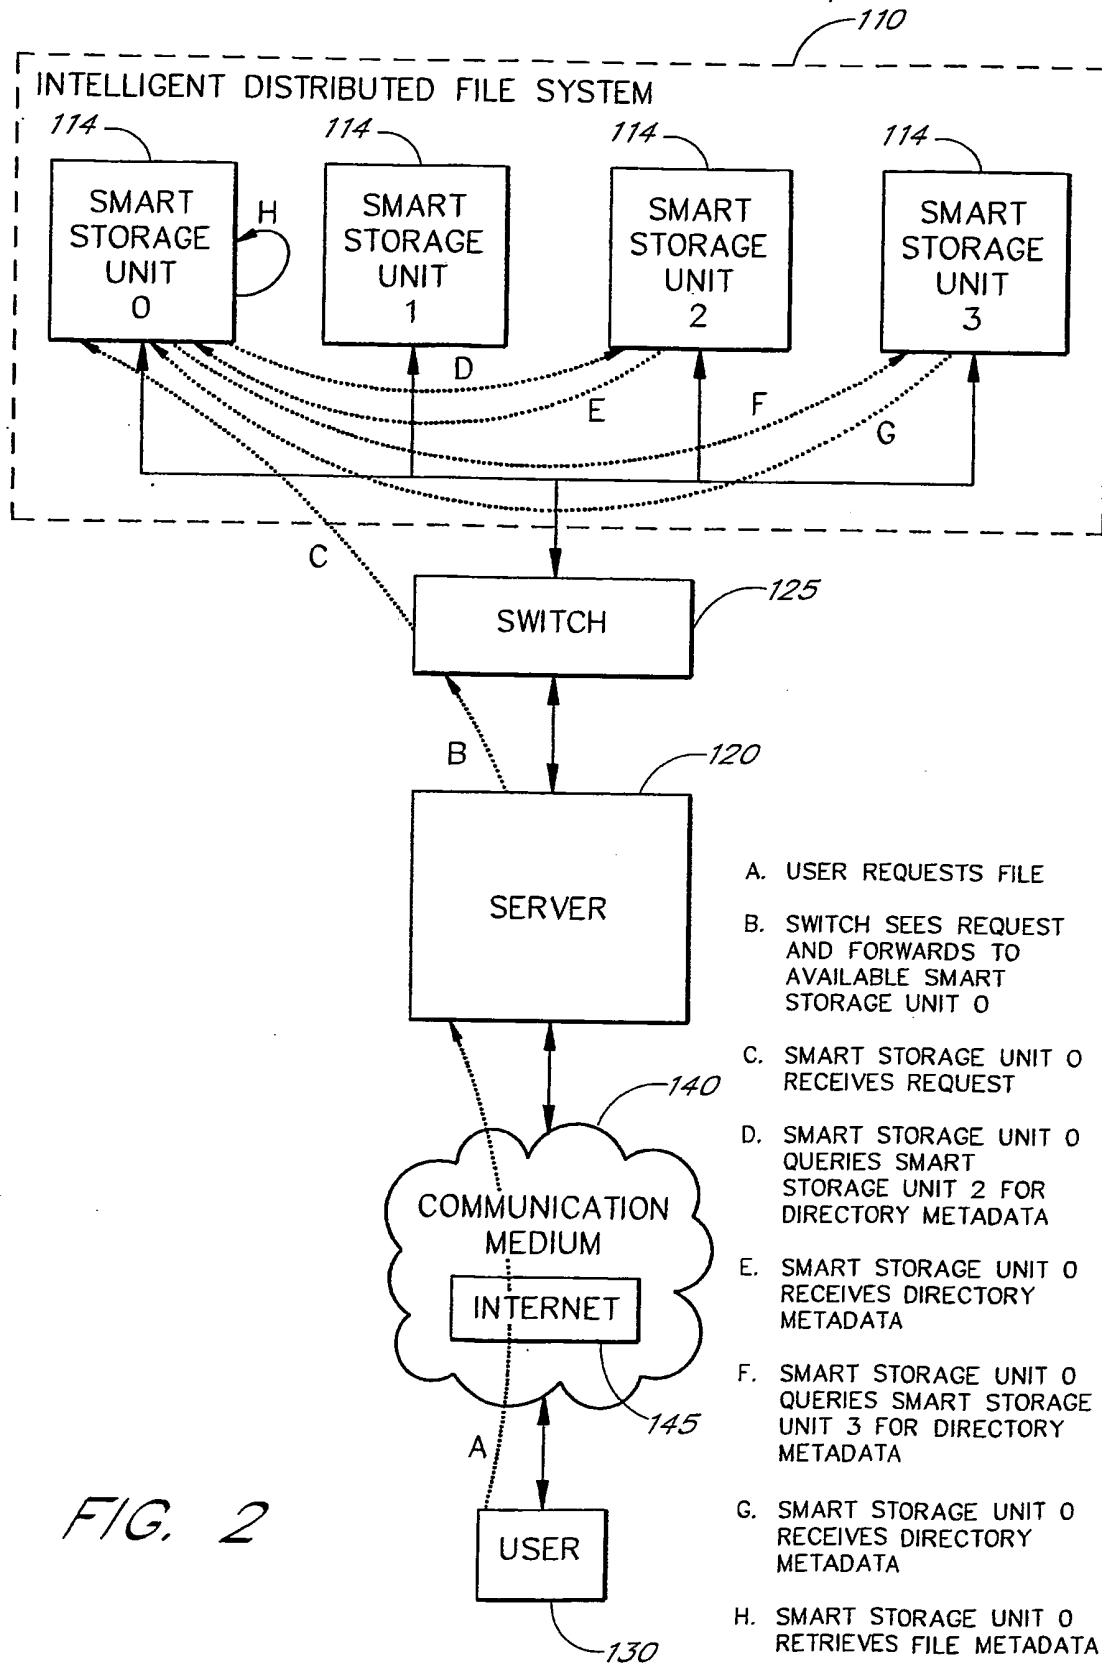 110
INTELLIGENT DISTRIBUTED FILE SYSTEM
114
114
114
114
SMART
STORAGE
UNIT
0
H
SMART
STORAGE
UNIT
1
SMART
STORAGE
UNIT
2
SMART
STORAGE
UNIT
3
D
E
F
G
C
125
SWITCH
B
120
SERVER
140
COMMUNICATION
MEDIUM
INTERNET
145
A
USER
130
A. USER REQUESTS FILE
B. SWITCH SEES REQUEST
AND FORWARDS TO
AVAILABLE SMART
STORAGE UNIT 0
C. SMART STORAGE UNIT 0
RECEIVES REQUEST
D. SMART STORAGE UNIT 0
QUERIES SMART
STORAGE UNIT 2 FOR
DIRECTORY METADATA
E. SMART STORAGE UNIT 0
RECEIVES DIRECTORY
METADATA
F. SMART STORAGE UNIT 0
QUERIES SMART STORAGE
UNIT 3 FOR DIRECTORY
METADATA
G. SMART STORAGE UNIT 0
RECEIVES DIRECTORY
METADATA
H. SMART STORAGE UNIT 0
RETRIEVES FILE METADATA
FIG. 2